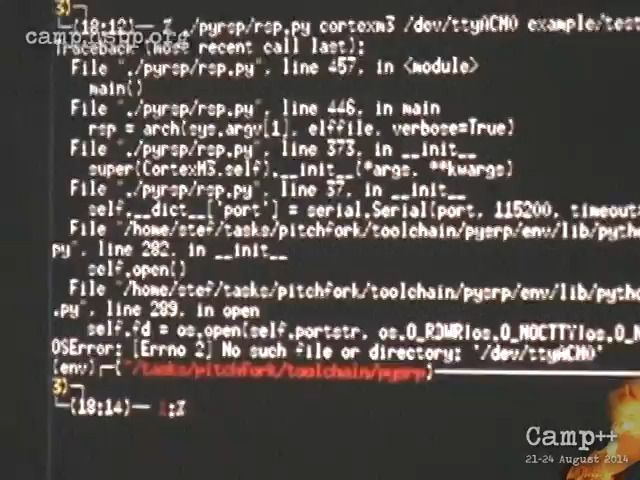 3)
(18:12)— % ./pyrsp/rsp.py cortexm3 /dev/ttyACM0 example/test
camp.hsbp.org
Traceback (most recent call last):
File "./pyrsp/rsp.py", line 457, in <module>
main()
File "./pyrsp/rsp.py", line 446, in main
rsp = arch(sys.argv[1], elffile, verbose=True)
File "./pyrsp/rsp.py", line 373, in __init__
super(CortexM3,self).__init__(*args, **kwargs)
File "./pyrsp/rsp.py", line 37, in __init__
self.__dict__['port'] = serial.Serial(port, 115200, timeout=
File "/home/stef/tasks/pitchfork/toolchain/pyrsp/env/lib/pytho
py", line 282, in __init__
self.open()
File "/home/stef/tasks/pitchfork/toolchain/pyrsp/env/lib/pytho
.py", line 289, in open
self.fd = os.open(self.portstr, os.O_RDWR|os.O_NOCTTY|os.O_N
OSError: [Errno 2] No such file or directory: '/dev/ttyACM0'
(env)—(~/tasks/pitchfork/toolchain/pyrsp)
3)
(18:14)— 1:%
Camp++
21-24 August 2014